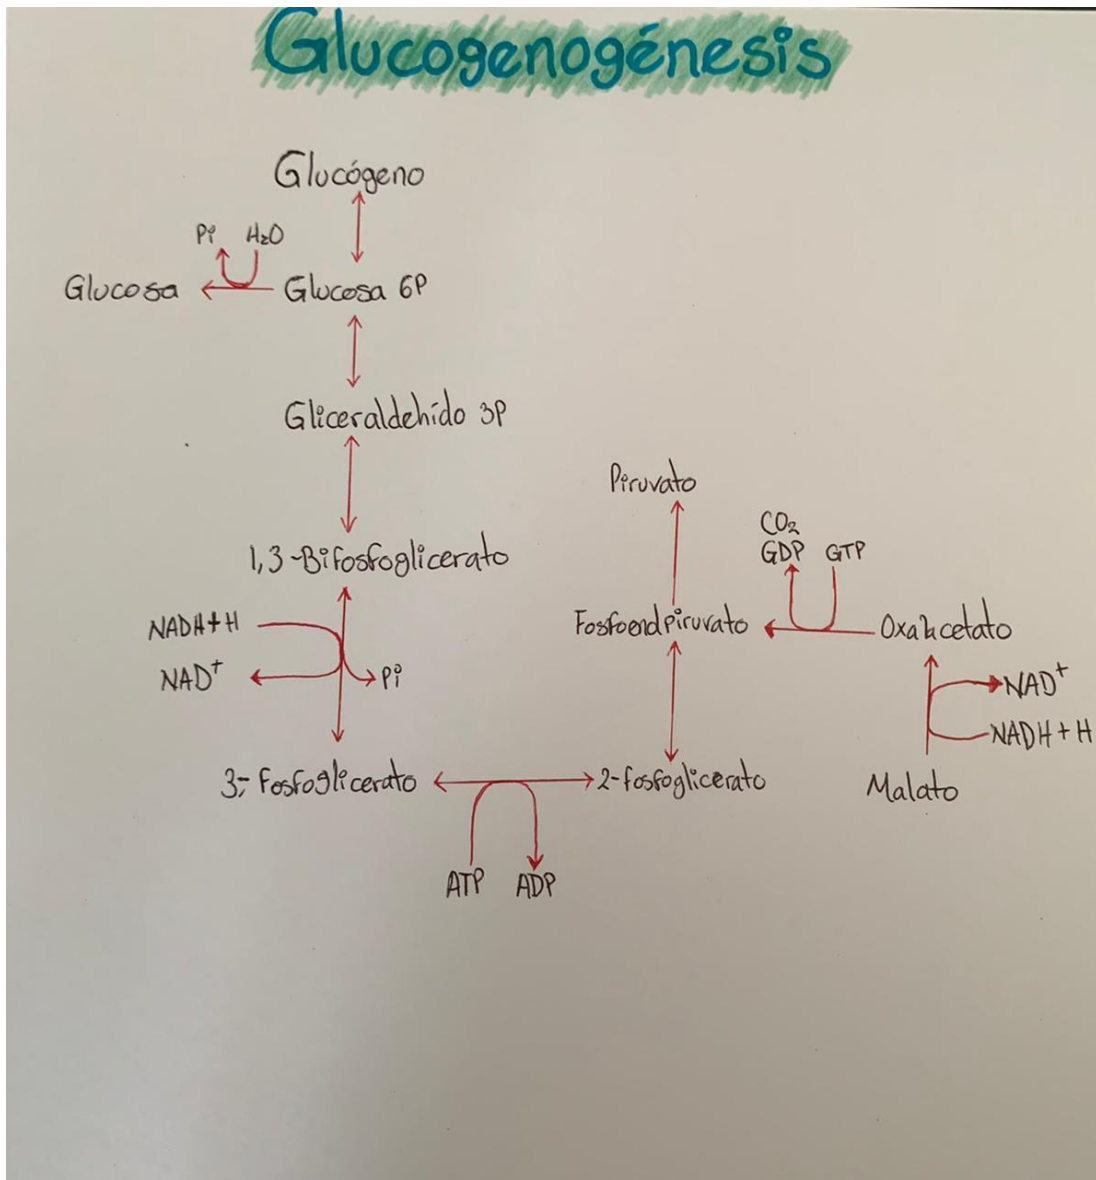 Glucogenogénesis
Glucógeno
Pi H₂O
Glucosa
Glucosa 6P
Gliceraldehído 3P
1,3-Bifosfoglicerato
NADH+H
NAD⁺
Pi
3,-Fosfoglicerato
ATP
ADP
2-fosfoglicerato
Fosfoendpiruvato
Piruvato
CO₂
GDP GTP
Oxalacetato
NAD⁺
NADH+H
Malato